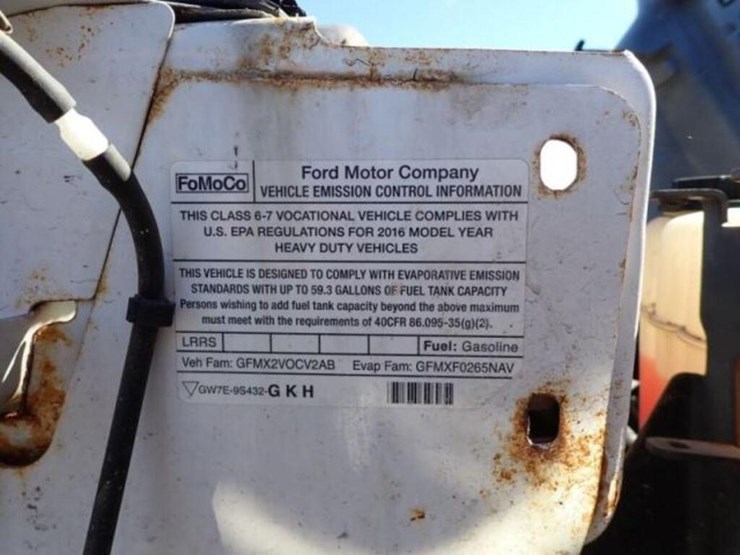 FoMoCo
Ford Motor Company
VEHICLE EMISSION CONTROL INFORMATION
THIS CLASS 6-7 VOCATIONAL VEHICLE COMPLIES WITH
U.S. EPA REGULATIONS FOR 2016 MODEL YEAR
HEAVY DUTY VEHICLES
THIS VEHICLE IS DESIGNED TO COMPLY WITH EVAPORATIVE EMISSION
STANDARDS WITH UP TO 59.3 GALLONS OF FUEL TANK CAPACITY
Persons wishing to add fuel tank capacity beyond the above maximum
must meet with the requirements of 40CFR 86.095-35(g)(2).
LRRS Fuel: Gasoline
Veh Fam: GFMX2VOCV2AB Evap Fam: GFMXF0265NAV
GW7E-9S432-G K H